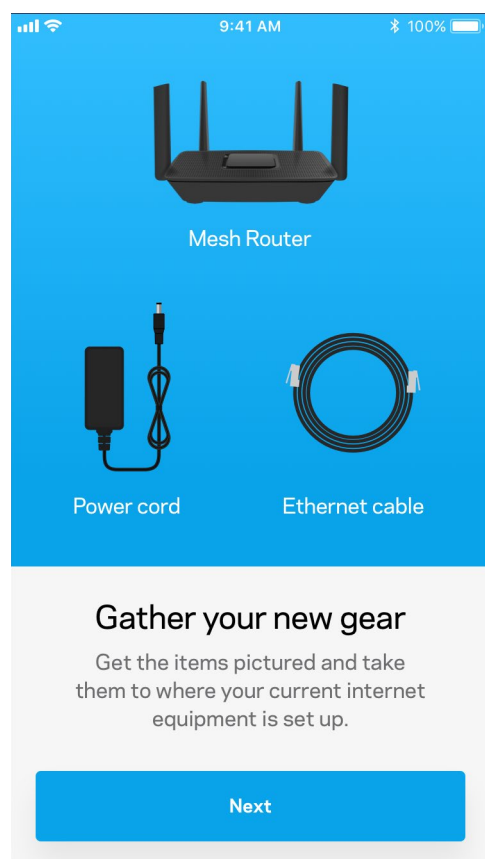 9:41 AM 100%
Mesh Router
Power cord Ethernet cable
Gather your new gear
Get the items pictured and take
them to where your current internet
equipment is set up.
Next